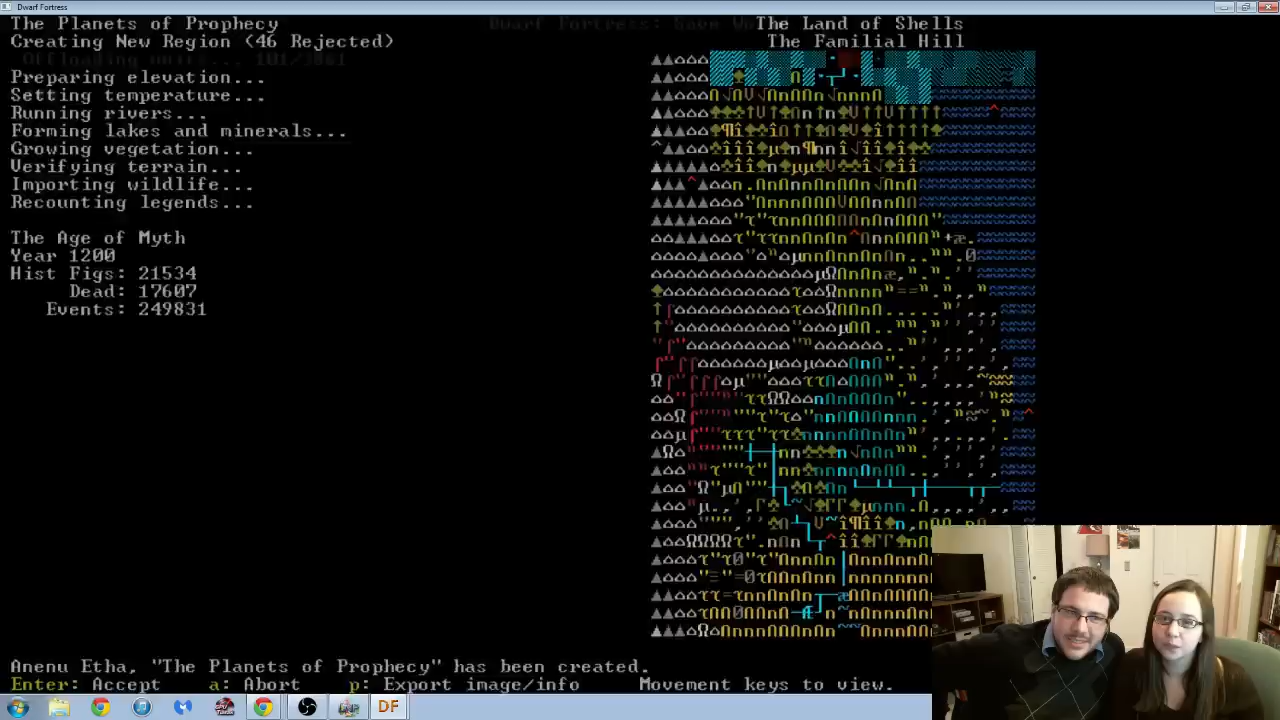 Dwarf Fortress
The Planets of Prophecy
Creating New Region (46 Rejected)
Preparing elevation...
Setting temperature...
Running rivers...
Forming lakes and minerals...
Growing vegetation...
Verifying terrain...
Importing wildlife...
Recounting legends...
The Age of Myth
Year 1200
Hist Figs: 21534
Dead: 17607
Events: 249831
The Land of Shells
The Familial Hill
Anenu Etha, "The Planets of Prophecy" has been created.
Enter: Accept a: Abort p: Export image/info Movement keys to view.
DF